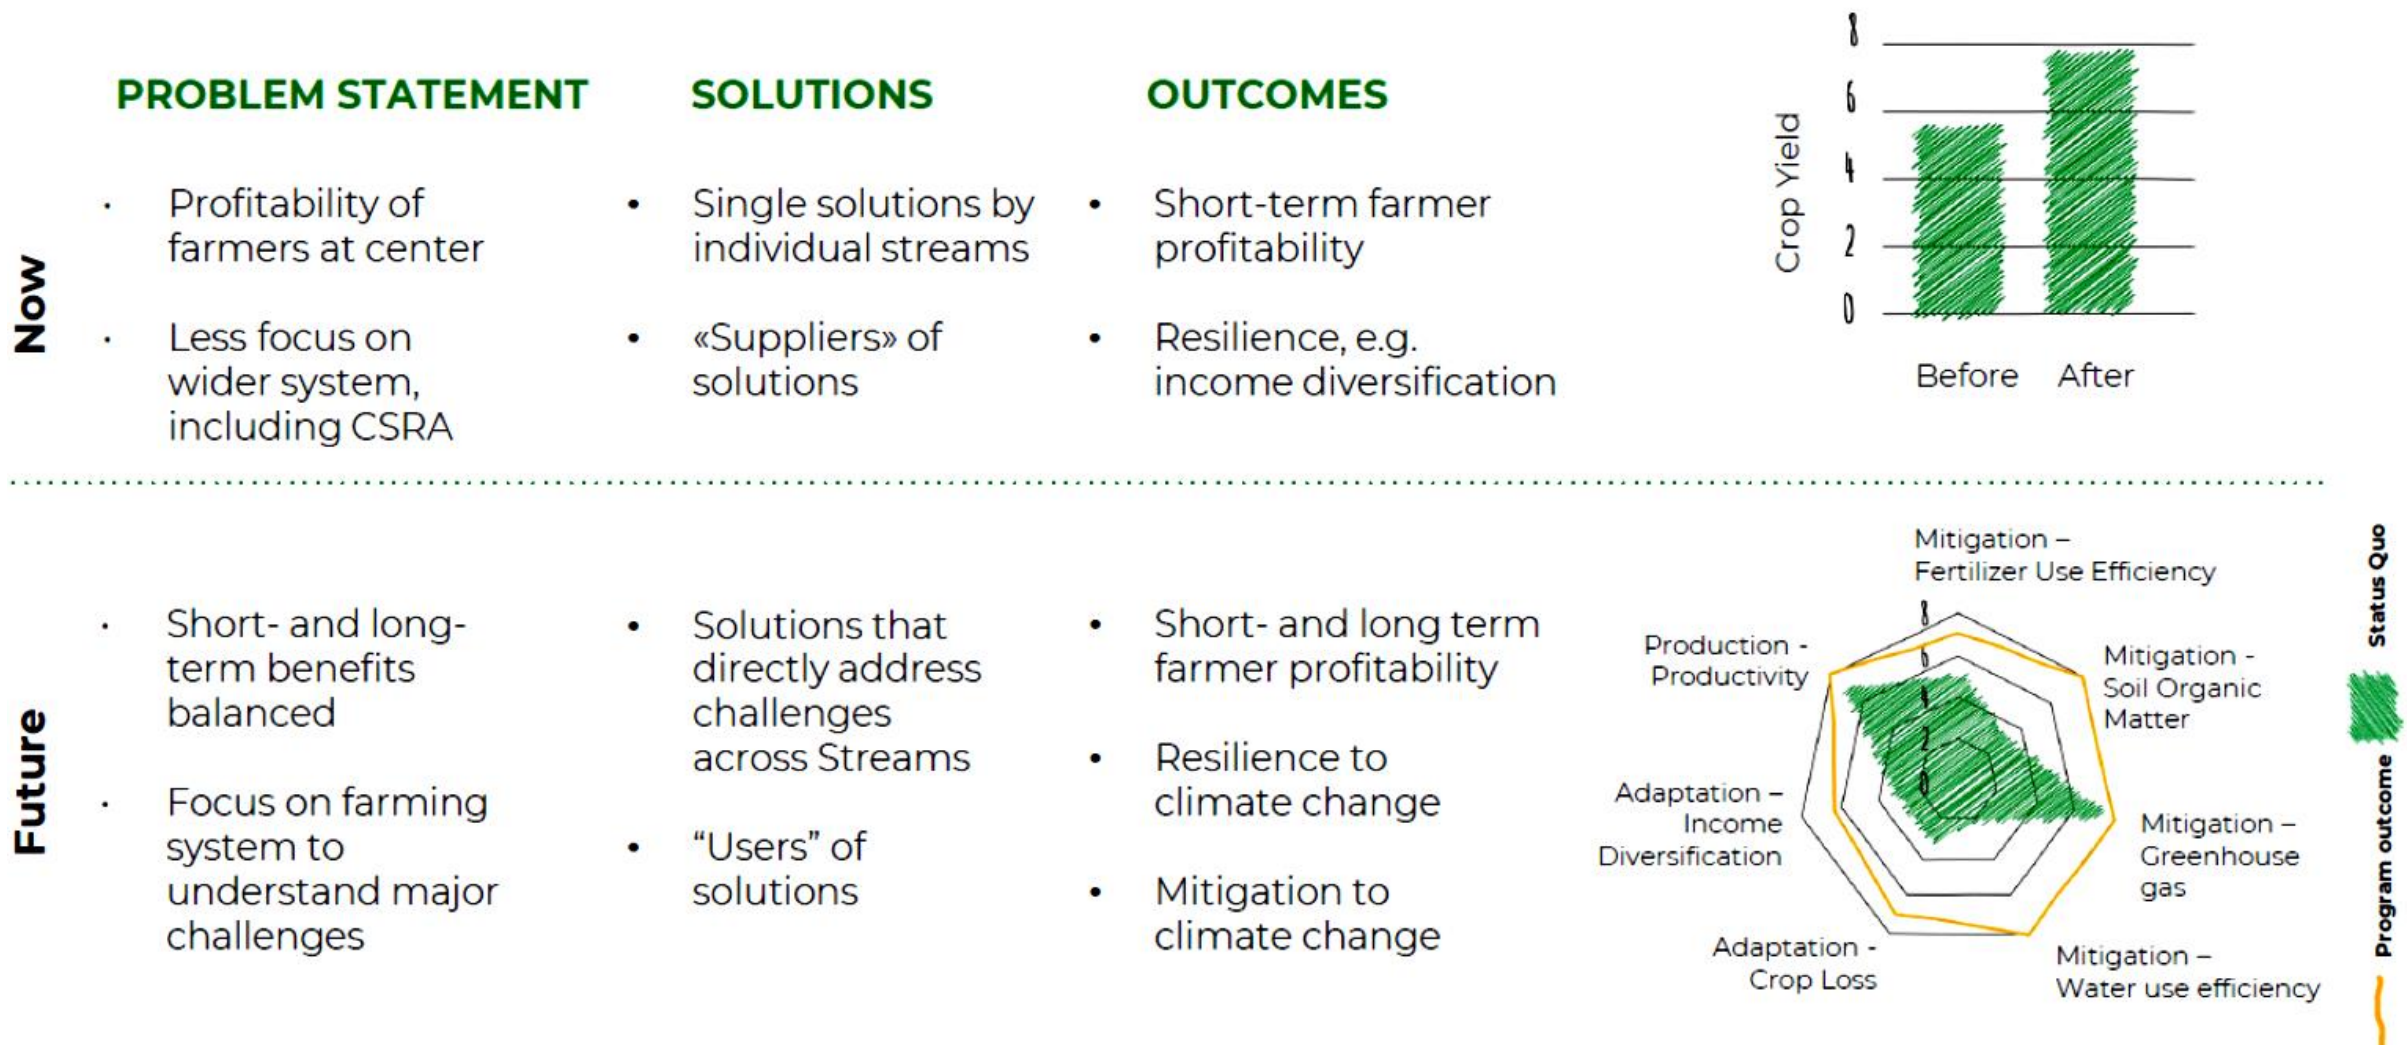 PROBLEM STATEMENT
SOLUTIONS
OUTCOMES
Now
· Profitability of
farmers at center
· Less focus on
wider system,
including CSRA
• Single solutions by
individual streams
• «Suppliers» of
solutions
• Short-term farmer
profitability
• Resilience, e.g.
income diversification
Crop Yield
8
6
4
2
0
Before After
Future
· Short- and long-
term benefits
balanced
· Focus on farming
system to
understand major
challenges
• Solutions that
directly address
challenges
across Streams
• “Users” of
solutions
• Short- and long term
farmer profitability
• Resilience to
climate change
• Mitigation to
climate change
Mitigation –
Fertilizer Use Efficiency
Mitigation -
Soil Organic
Matter
Mitigation –
Greenhouse
gas
Mitigation –
Water use efficiency
Adaptation -
Crop Loss
Adaptation –
Income
Diversification
Production -
Productivity
8
6
4
2
0
Status Quo
Program outcome